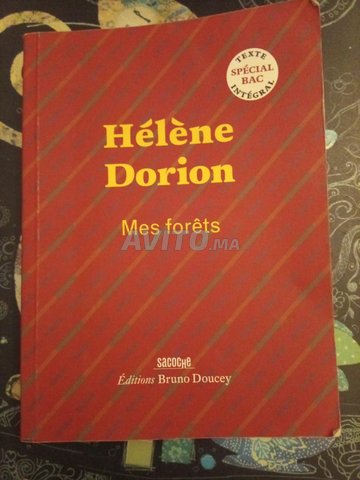 TEXTE
SPÉCIAL
BAC
INTÉGRAL
Hélène
Dorion
Mes forêts
AVITO.MA
SACOCHE
Éditions Bruno Doucey